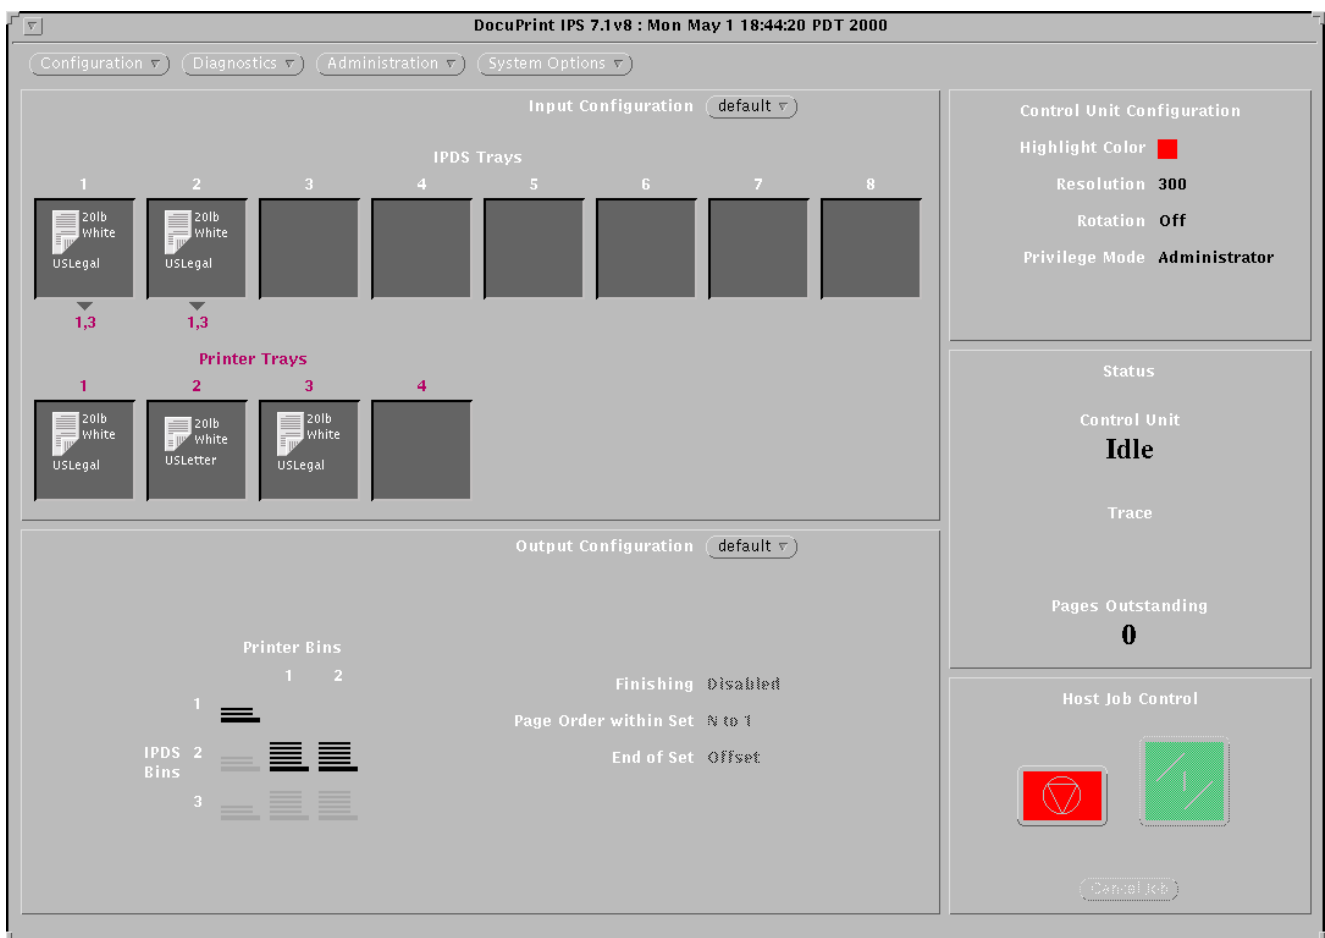 DocuPrint IPS 7.1v8 : Mon May 1 18:44:20 PDT 2000
Configuration Diagnostics Administration System Options
Input Configuration default
IPDS Trays
1 2 3 4 5 6 7 8
20lb White USLegal
20lb White USLegal
1,3 1,3
Printer Trays
1 2 3 4
20lb White USLegal
20lb White USLetter
20lb White USLegal
Output Configuration default
Printer Bins
1 2
1
IPDS Bins 2
3
Finishing Disabled
Page Order within Set N to 1
End of Set Offset
Control Unit Configuration
Highlight Color
Resolution 300
Rotation Off
Privilege Mode Administrator
Status
Control Unit
Idle
Trace
Pages Outstanding
0
Host Job Control
Cancel Job